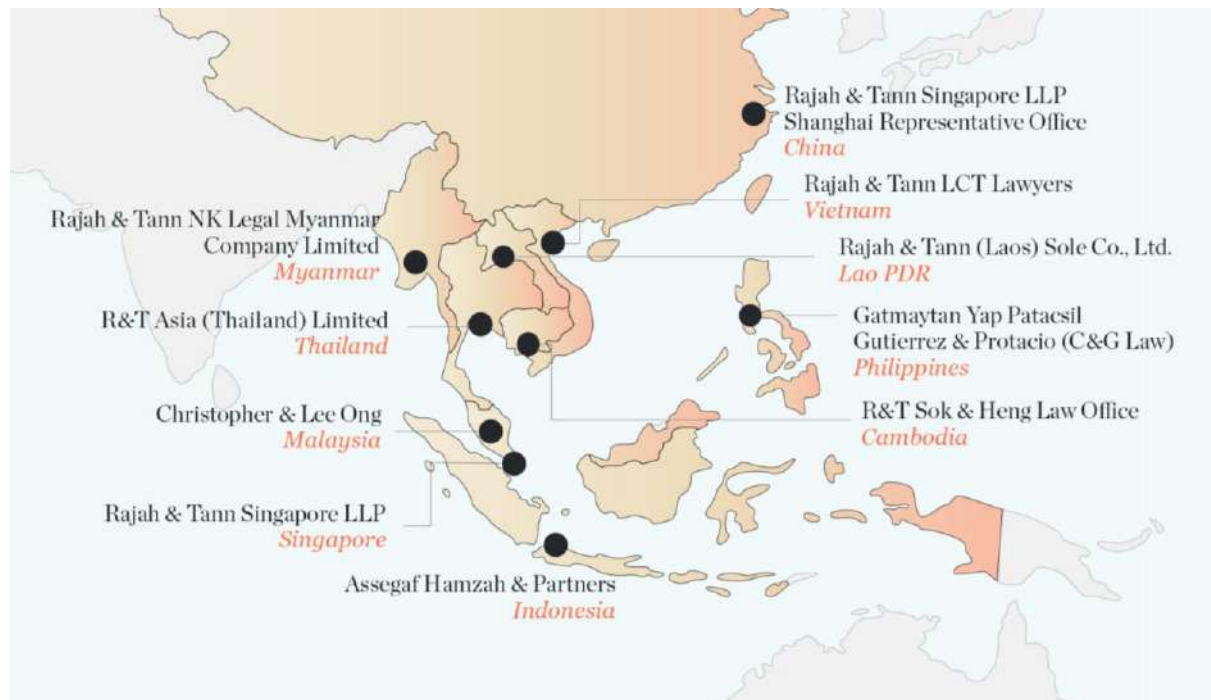 Rajah & Tann Singapore LLP
Shanghai Representative Office
China
Rajah & Tann LCT Lawyers
Vietnam
Rajah & Tann NK Legal Myanmar
Company Limited
Myanmar
Rajah & Tann (Laos) Sole Co., Ltd.
Lao PDR
R&T Asia (Thailand) Limited
Thailand
Gatmaytan Yap Patacsil
Gutierrez & Protacio (C&G Law)
Philippines
Christopher & Lee Ong
Malaysia
R&T Sok & Heng Law Office
Cambodia
Rajah & Tann Singapore LLP
Singapore
Assegaf Hamzah & Partners
Indonesia